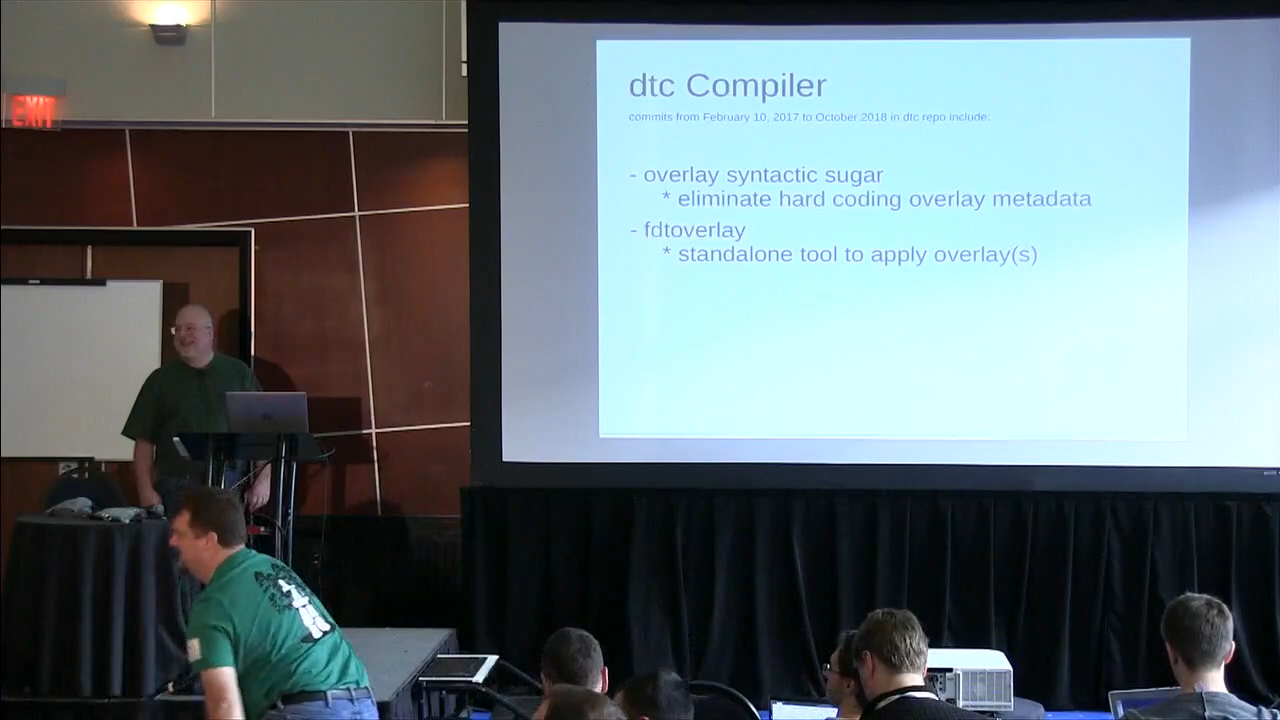 EXIT
dtc Compiler
commits from February 10, 2017 to October 2018 in dtc repo include:
- overlay syntactic sugar
* eliminate hard coding overlay metadata
- fdtoverlay
* standalone tool to apply overlay(s)